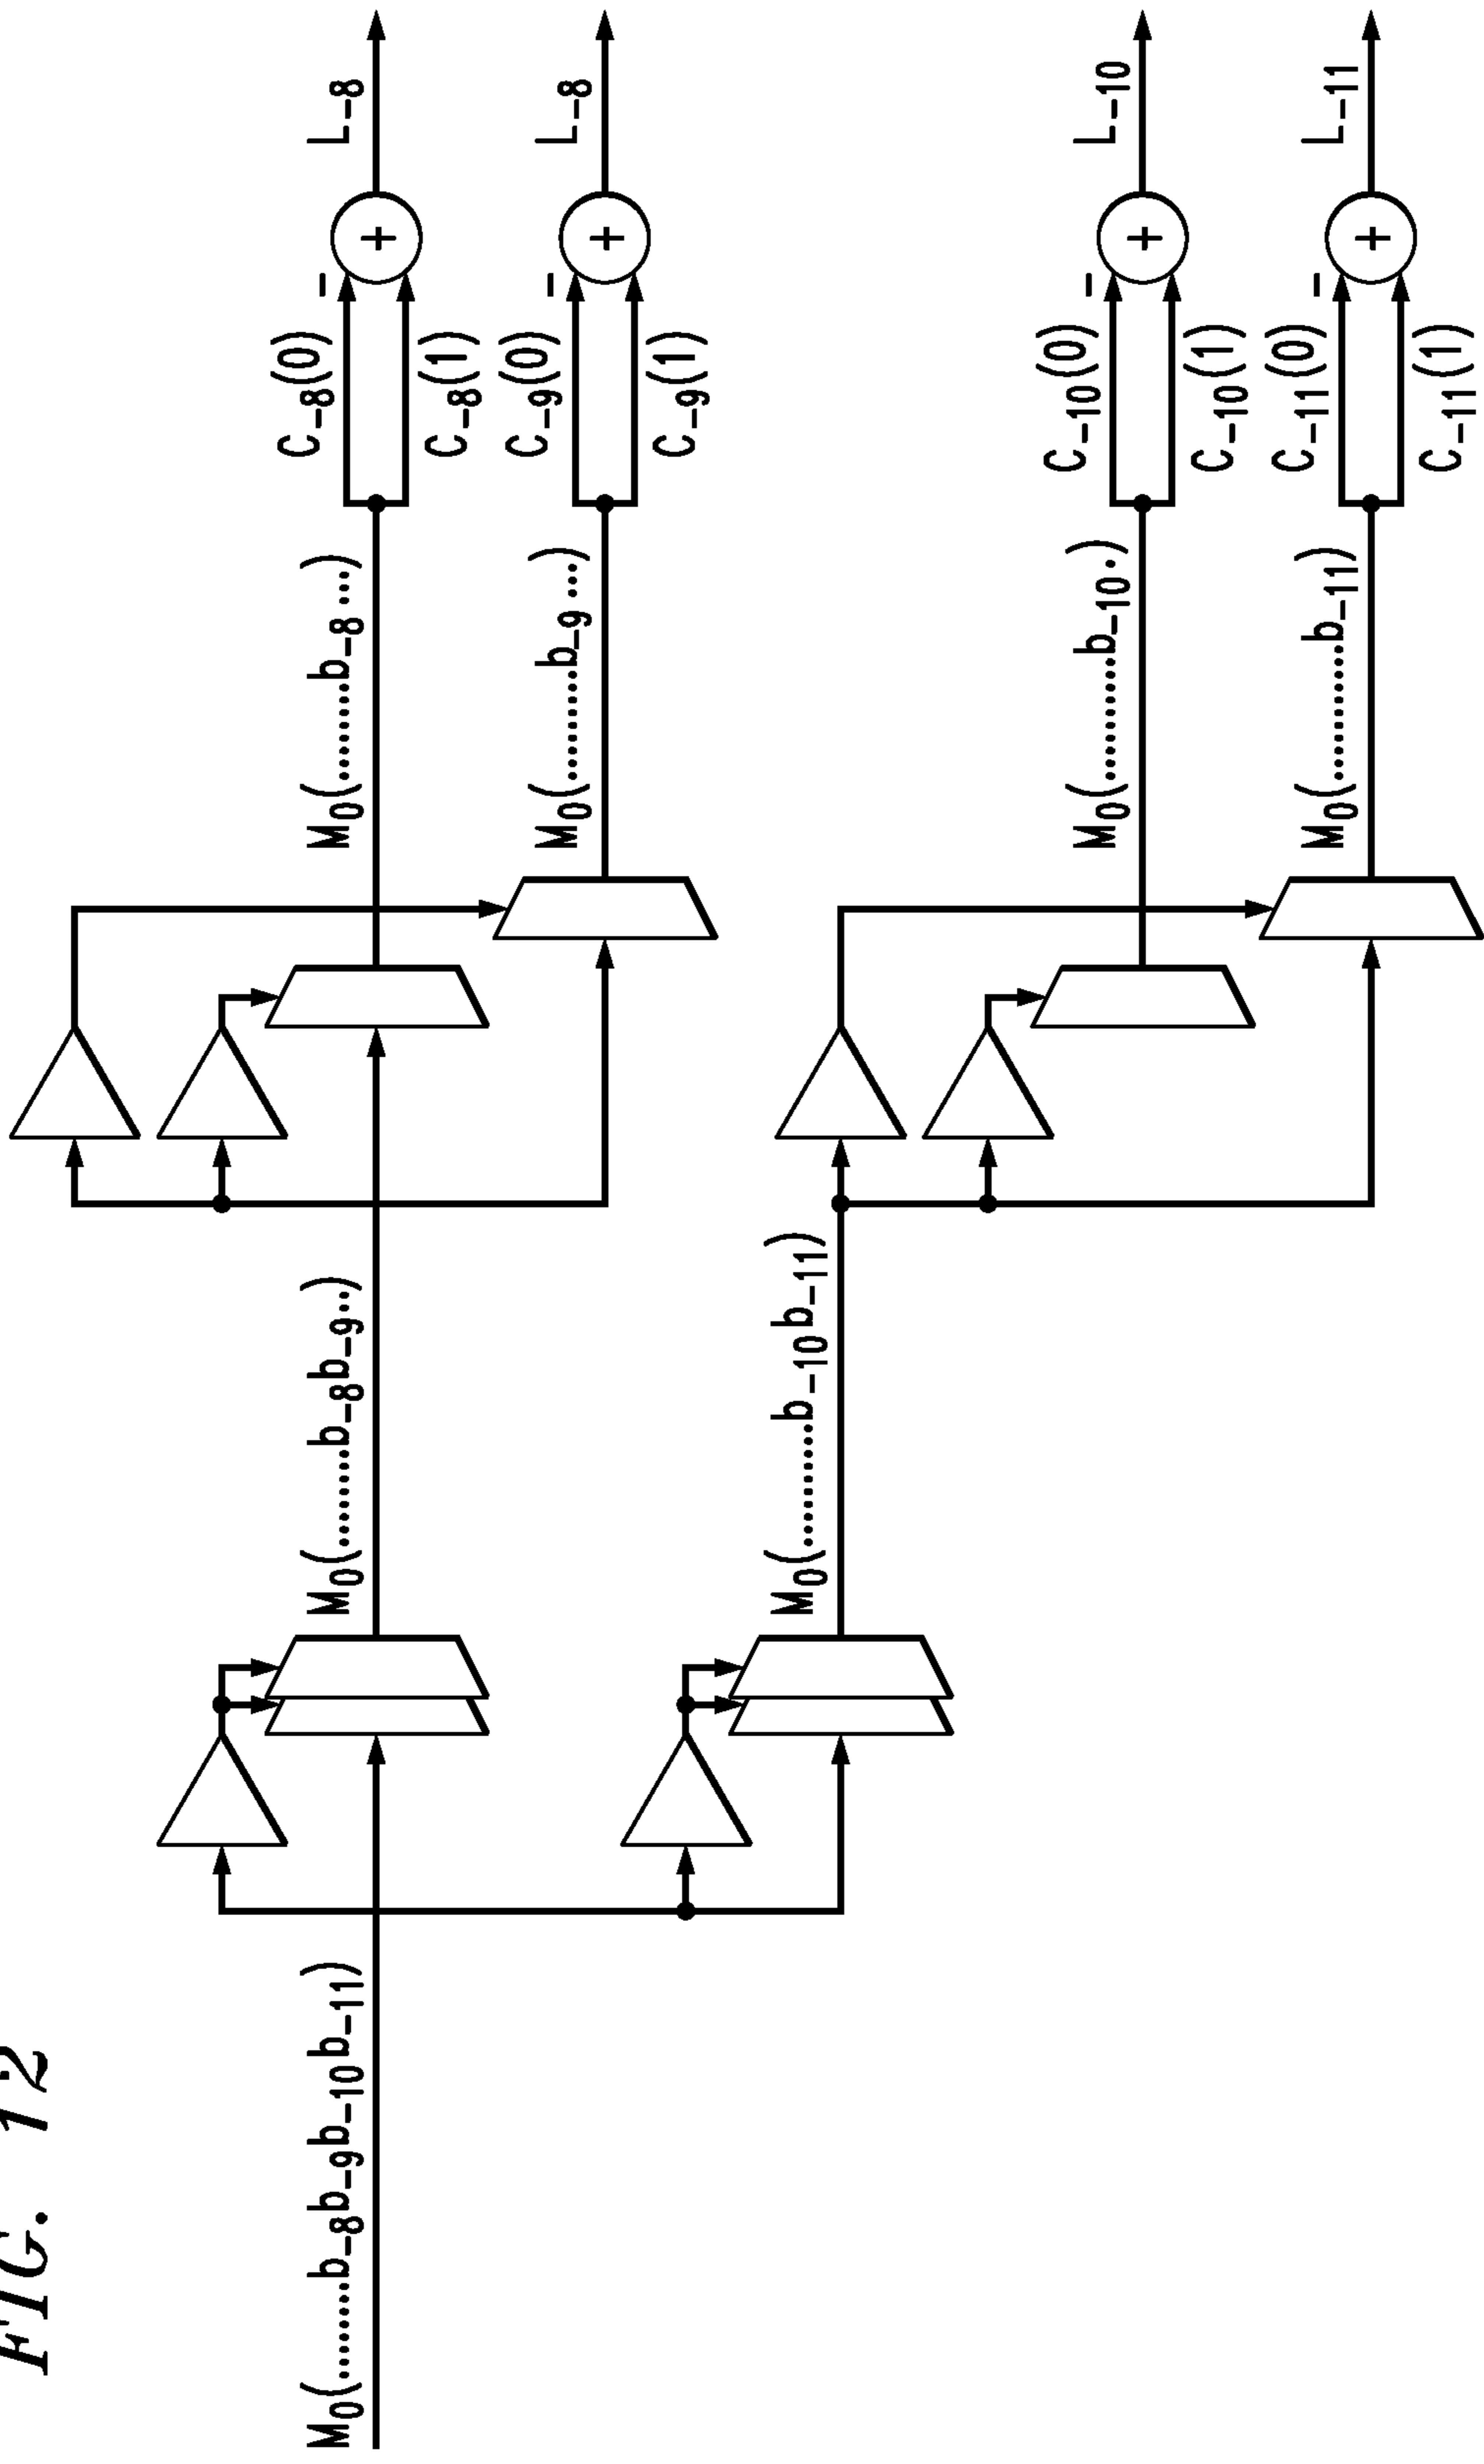 FIG. 12
M₀(.........b₋₈b₋₉b₋₁₀b₋₁₁)
M₀(.........b₋₈b₋₉..)
M₀(.........b₋₁₀b₋₁₁)
M₀(.........b₋₈...)
M₀(..........b₋₉...)
M₀(...........b₋₁₀.)
M₀(............b₋₁₁)
C₋₈(0)
–
C₋₈(1)
L₋₈
C₋₉(0)
–
C₋₉(1)
L₋₈
C₋₁₀(0)
–
C₋₁₀(1)
L₋₁₀
C₋₁₁(0)
–
C₋₁₁(1)
L₋₁₁
+
+
+
+